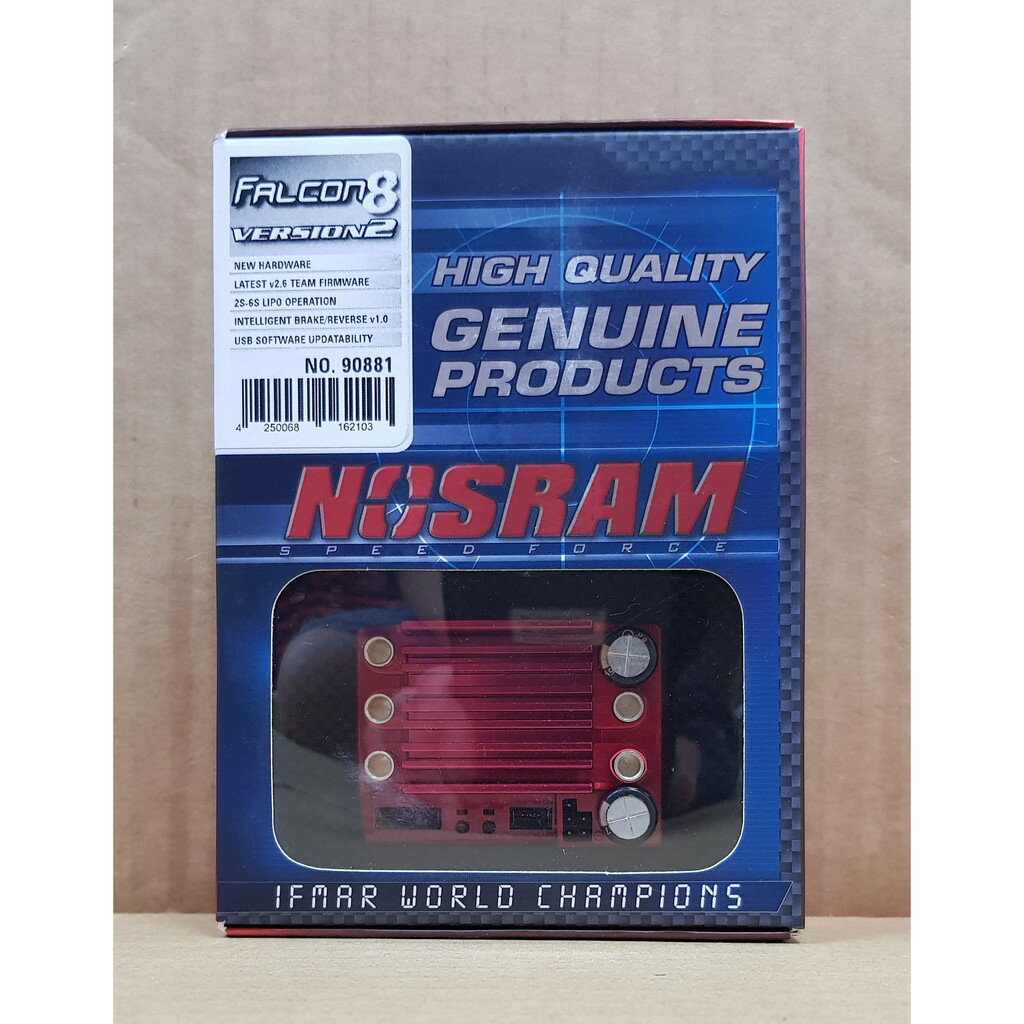 FALCON8
VERSION2
NEW HARDWARE
LATEST v2.6 TEAM FIRMWARE
2S-6S LIPO OPERATION
INTELLIGENT BRAKE/REVERSE v1.0
USB SOFTWARE UPDATABILITY
NO. 90881
4 250068 162103
HIGH QUALITY
GENUINE
PRODUCTS
NOSRAM
SPEED FORCE
IFMAR WORLD CHAMPIONS